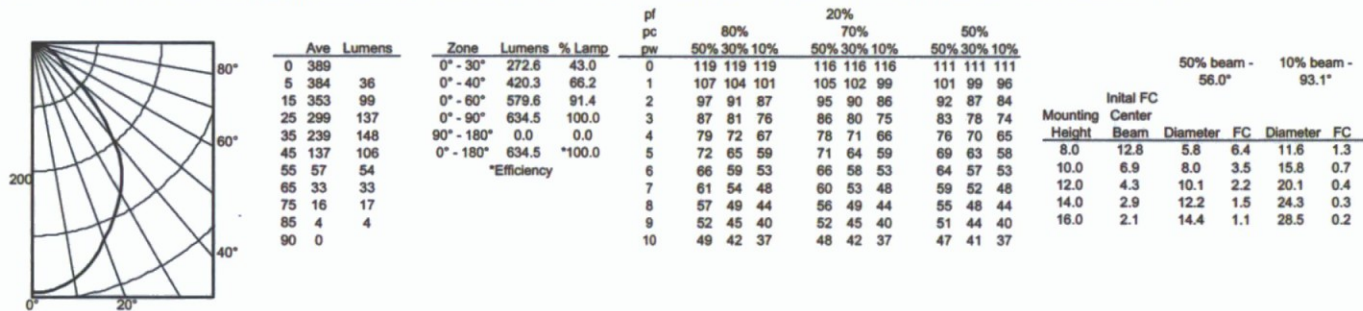 80°
60°
40°
20°
0°
200
Ave Lumens
0 389
5 384 36
15 353 99
25 299 137
35 239 148
45 137 106
55 57 54
65 33 33
75 16 17
85 4 4
90 0
Zone Lumens % Lamp
0° - 30° 272.6 43.0
0° - 40° 420.3 66.2
0° - 60° 579.6 91.4
0° - 90° 634.5 100.0
90° - 180° 0.0 0.0
0° - 180° 634.5 *100.0
*Efficiency
pf 20%
pc 80% 70% 50%
pw 50% 30% 10% 50% 30% 10% 50% 30% 10%
0 119 119 119 116 116 116 111 111 111
1 107 104 101 105 102 99 101 99 96
2 97 91 87 95 90 86 92 87 84
3 87 81 76 86 80 75 83 78 74
4 79 72 67 78 71 66 76 70 65
5 72 65 59 71 64 59 69 63 58
6 66 59 53 66 58 53 64 57 53
7 61 54 48 60 53 48 59 52 48
8 57 49 44 56 49 44 55 48 44
9 52 45 40 52 45 40 51 44 40
10 49 42 37 48 42 37 47 41 37
50% beam - 10% beam -
56.0° 93.1°
Inital FC
Mounting Center
Height Beam Diameter FC Diameter FC
8.0 12.8 5.8 6.4 11.6 1.3
10.0 6.9 8.0 3.5 15.8 0.7
12.0 4.3 10.1 2.2 20.1 0.4
14.0 2.9 12.2 1.5 24.3 0.3
16.0 2.1 14.4 1.1 28.5 0.2